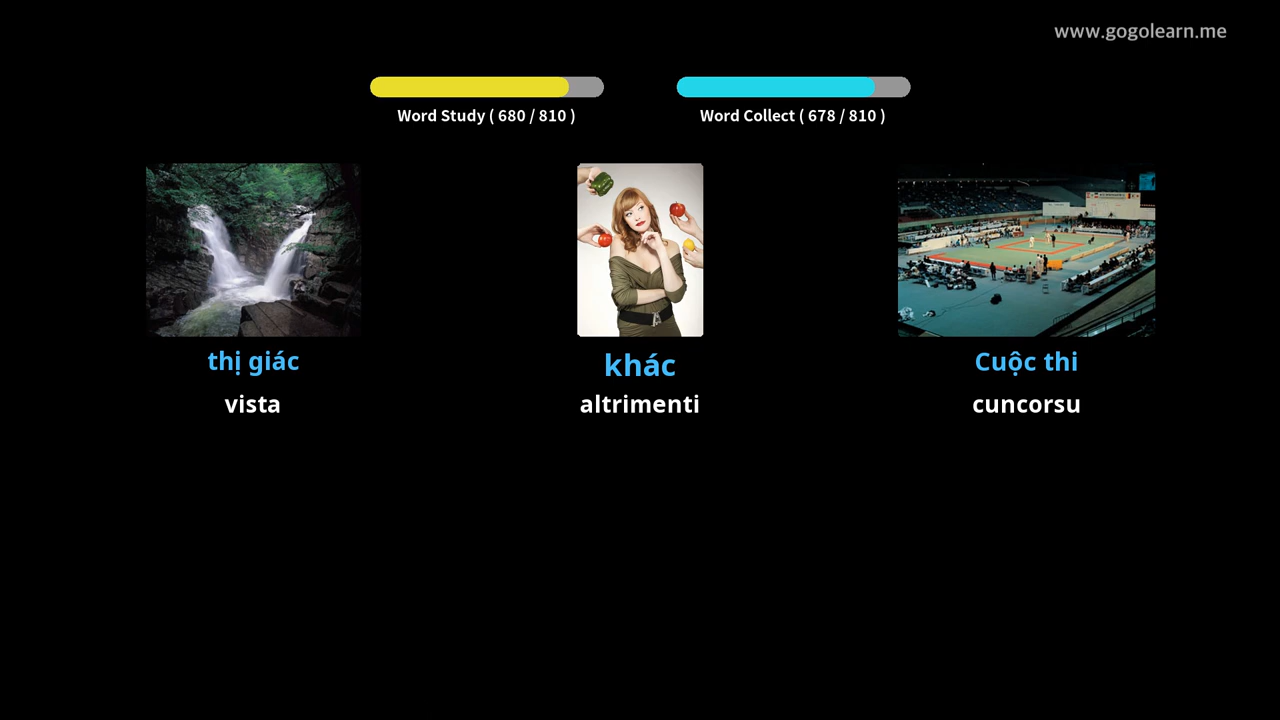 www.gogolearn.me
Word Study ( 680 / 810 )
Word Collect ( 678 / 810 )
thị giác
vista
khác
altrimenti
Cuộc thi
cuncorsu